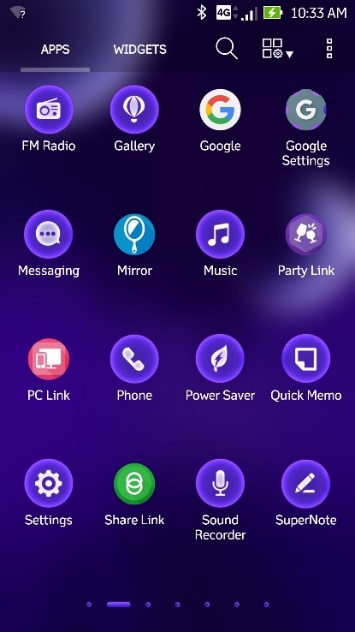 4G 10:33 AM
APPS WIDGETS
FM Radio Gallery Google Google
Settings
Messaging Mirror Music Party Link
PC Link Phone Power Saver Quick Memo
Settings Share Link Sound SuperNote
Recorder